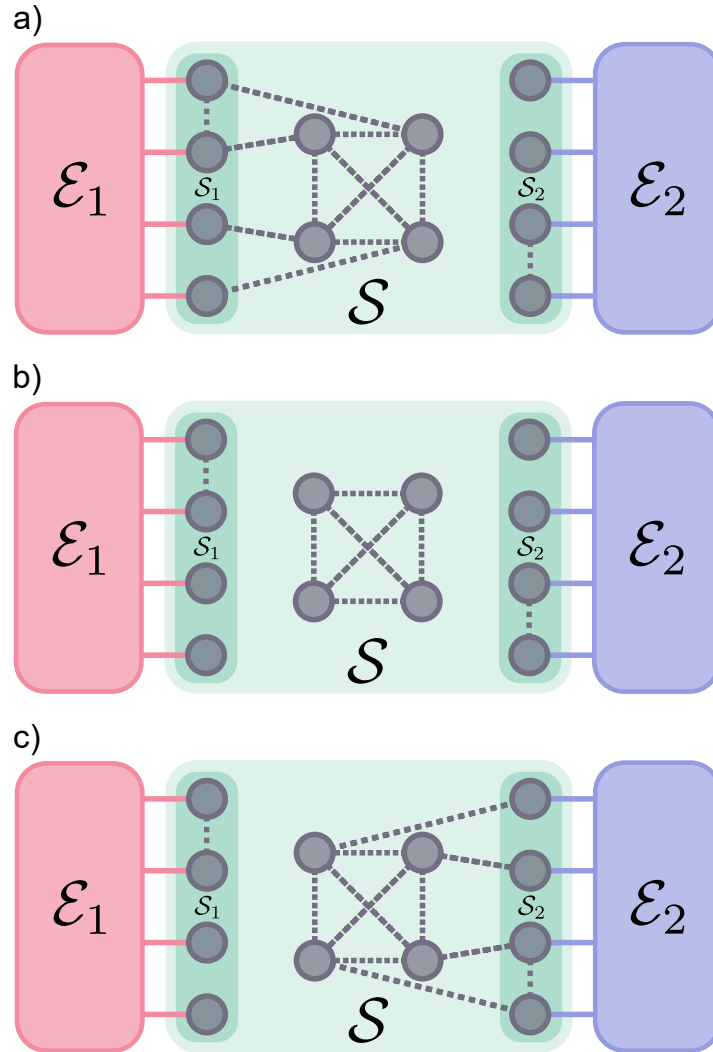 a)
ℰ₁ 𝒮₁ 𝒮₂ ℰ₂
𝒮
b)
ℰ₁ 𝒮₁ 𝒮₂ ℰ₂
𝒮
c)
ℰ₁ 𝒮₁ 𝒮₂ ℰ₂
𝒮